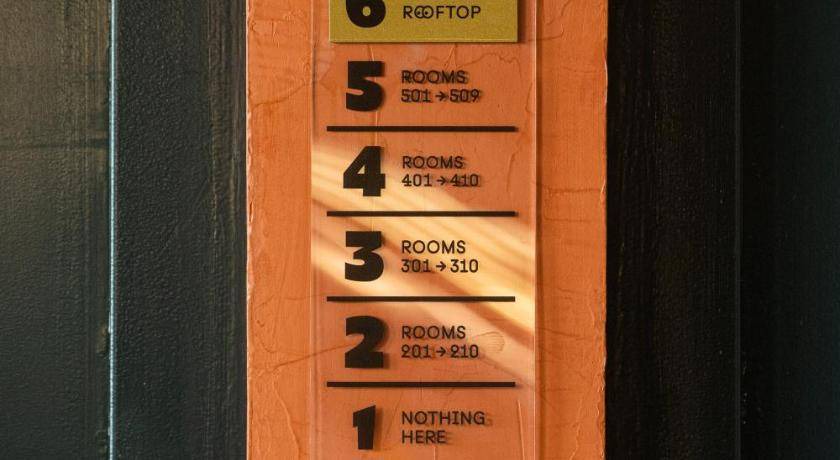 6
ROOFTOP
5
ROOMS
501→509
4
ROOMS
401→410
3
ROOMS
301→310
2
ROOMS
201→210
1
NOTHING
HERE